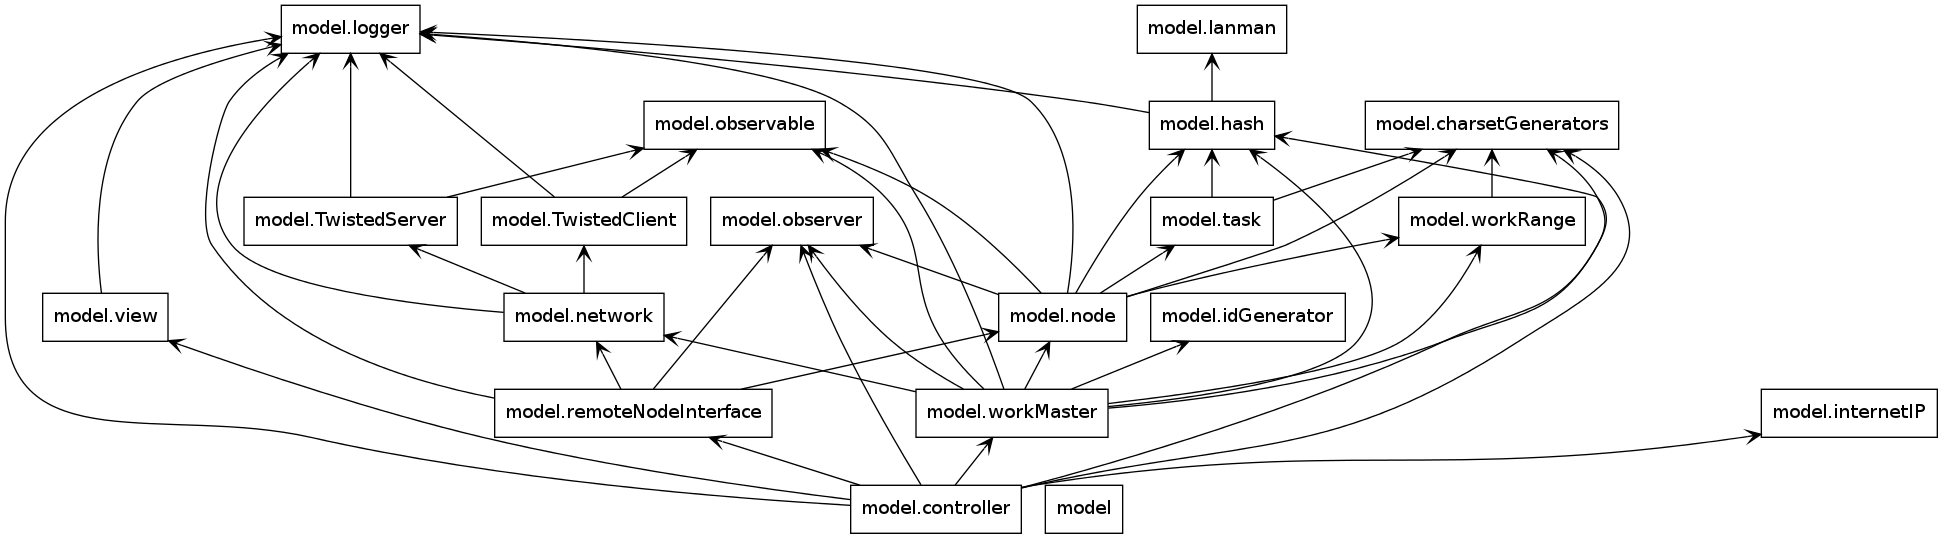 model.logger
model.lanman
model.observable
model.hash
model.charsetGenerators
model.TwistedServer
model.TwistedClient
model.observer
model.task
model.workRange
model.view
model.network
model.node
model.idGenerator
model.remoteNodeInterface
model.workMaster
model.internetIP
model.controller
model